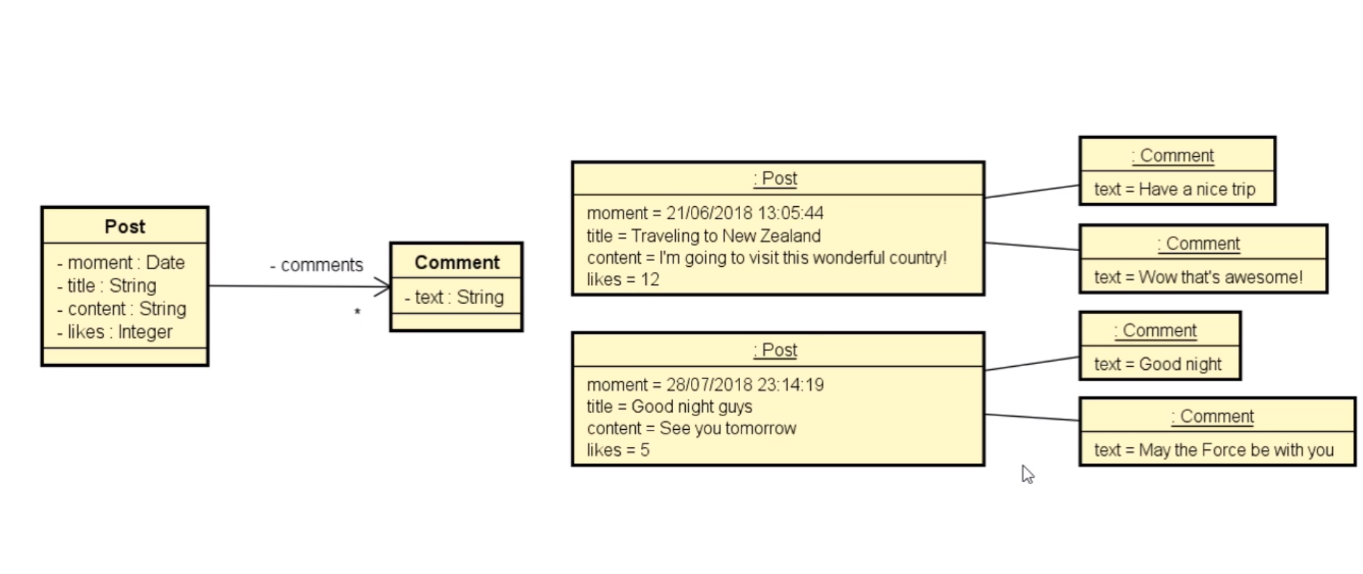 Post
- moment : Date
- title : String
- content : String
- likes : Integer
- comments
*
Comment
- text : String
: Post
moment = 21/06/2018 13:05:44
title = Traveling to New Zealand
content = I'm going to visit this wonderful country!
likes = 12
: Comment
text = Have a nice trip
: Comment
text = Wow that's awesome!
: Post
moment = 28/07/2018 23:14:19
title = Good night guys
content = See you tomorrow
likes = 5
: Comment
text = Good night
: Comment
text = May the Force be with you